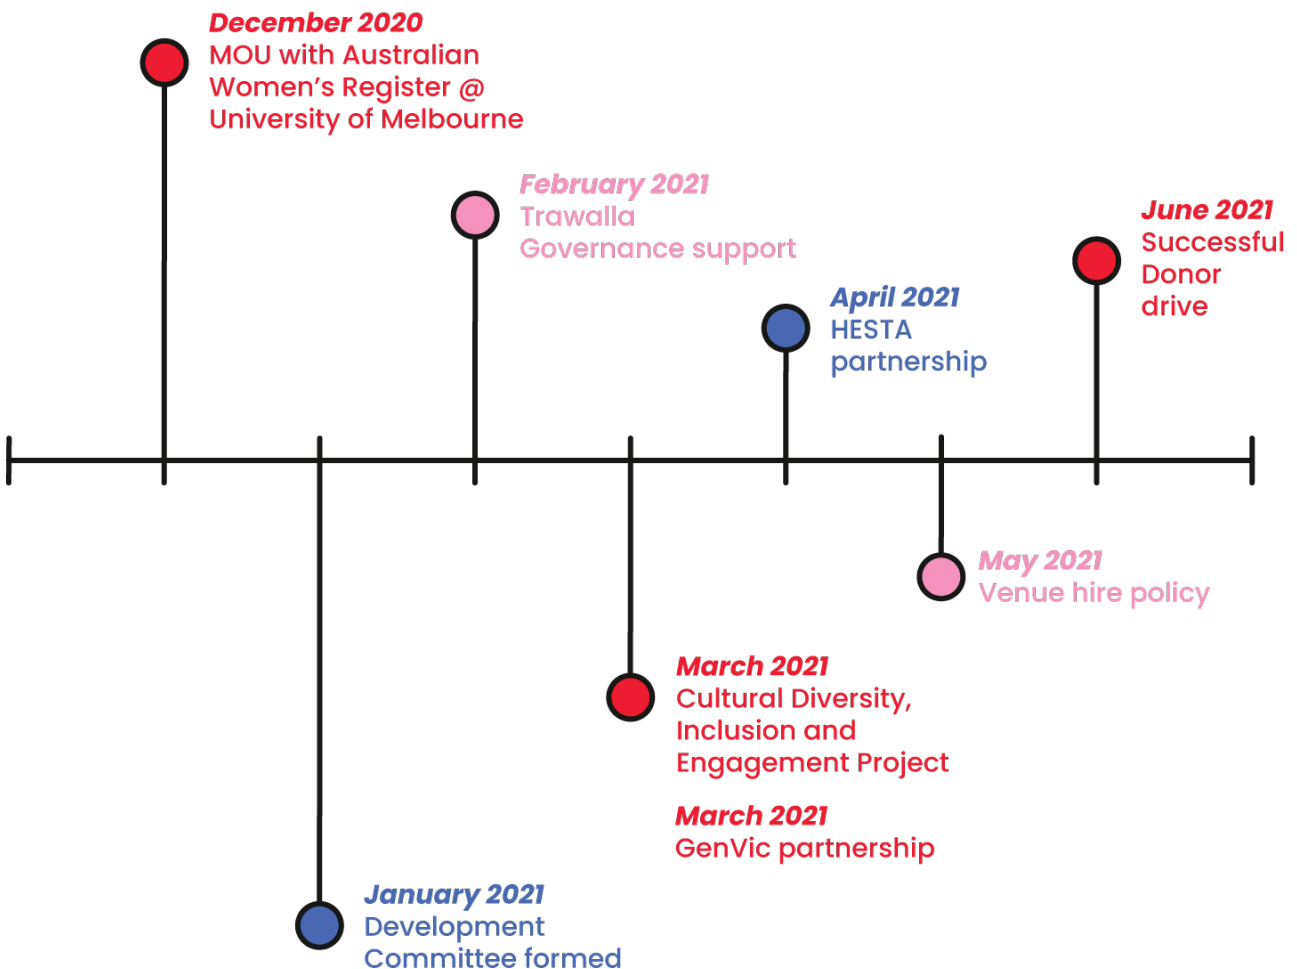 December 2020
MOU with Australian
Women's Register @
University of Melbourne
February 2021
Trawalla
Governance support
June 2021
Successful
Donor
drive
April 2021
HESTA
partnership
May 2021
Venue hire policy
March 2021
Cultural Diversity,
Inclusion and
Engagement Project
March 2021
GenVic partnership
January 2021
Development
Committee formed